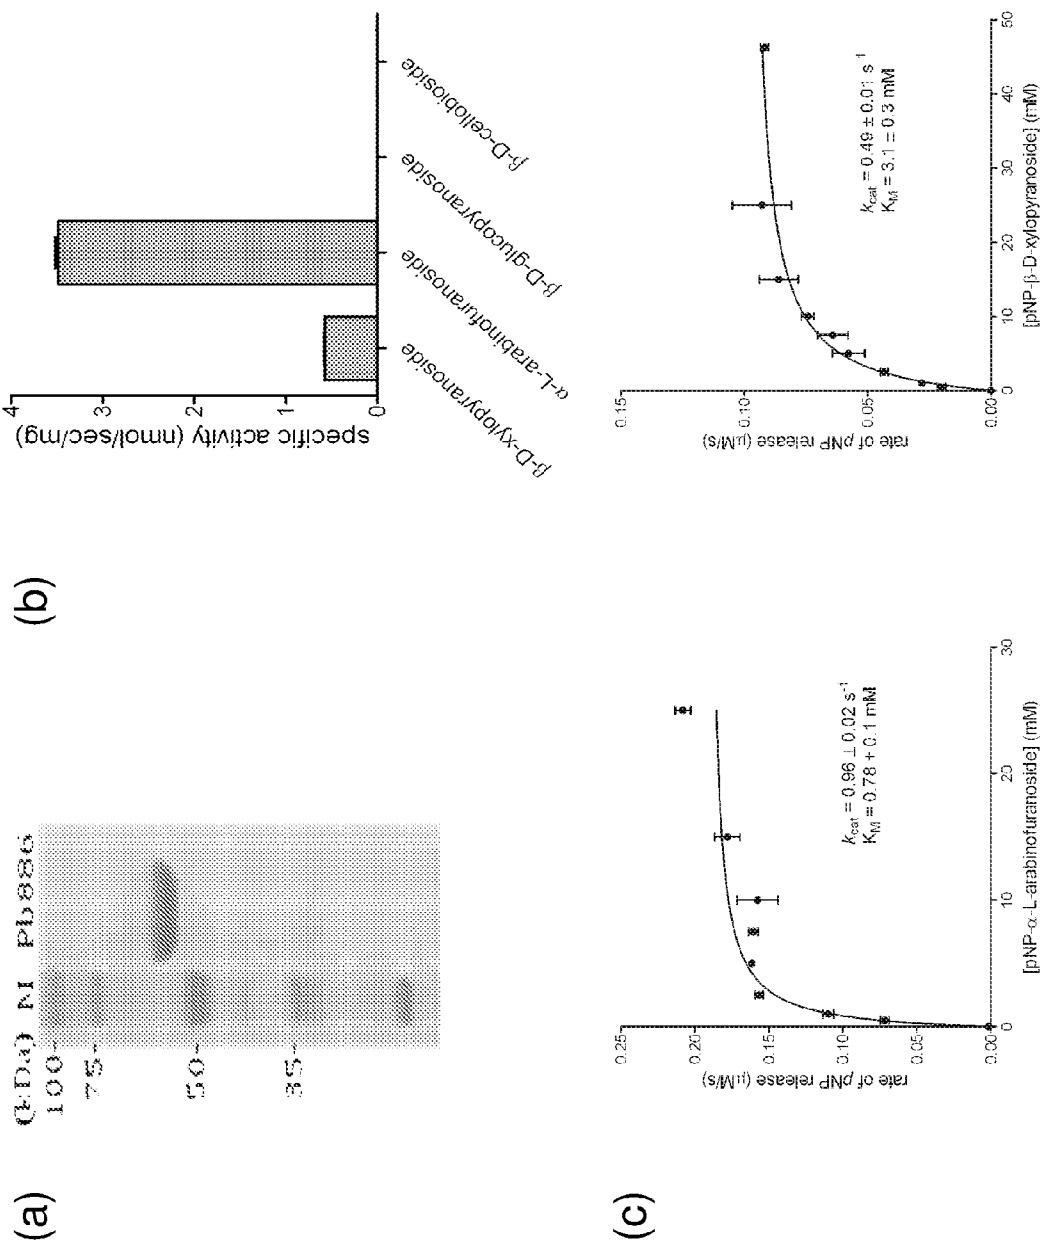 (a)
(kDa) M Pb886
100-
75-
50-
35-
(b)
specific activity (nmol/sec/mg)
4
3
2
1
0
β-D-xylopyranoside
α-L-arabinofuranoside
β-D-glucopyranoside
β-D-cellobioside
(c)
rate of pNP release (μM/s)
0.25
0.20
0.15
0.10
0.05
0.00
0
10
20
30
[pNP-α-L-arabinofuranoside] (mM)
kcat = 0.96 ± 0.02 s-1
KM = 0.78 ± 0.1 mM
rate of pNP release (μM/s)
0.15
0.10
0.05
0.00
0
10
20
30
40
50
[pNP-β-D-xylopyranoside] (mM)
kcat = 0.49 ± 0.01 s-1
KM = 3.1 ± 0.3 mM